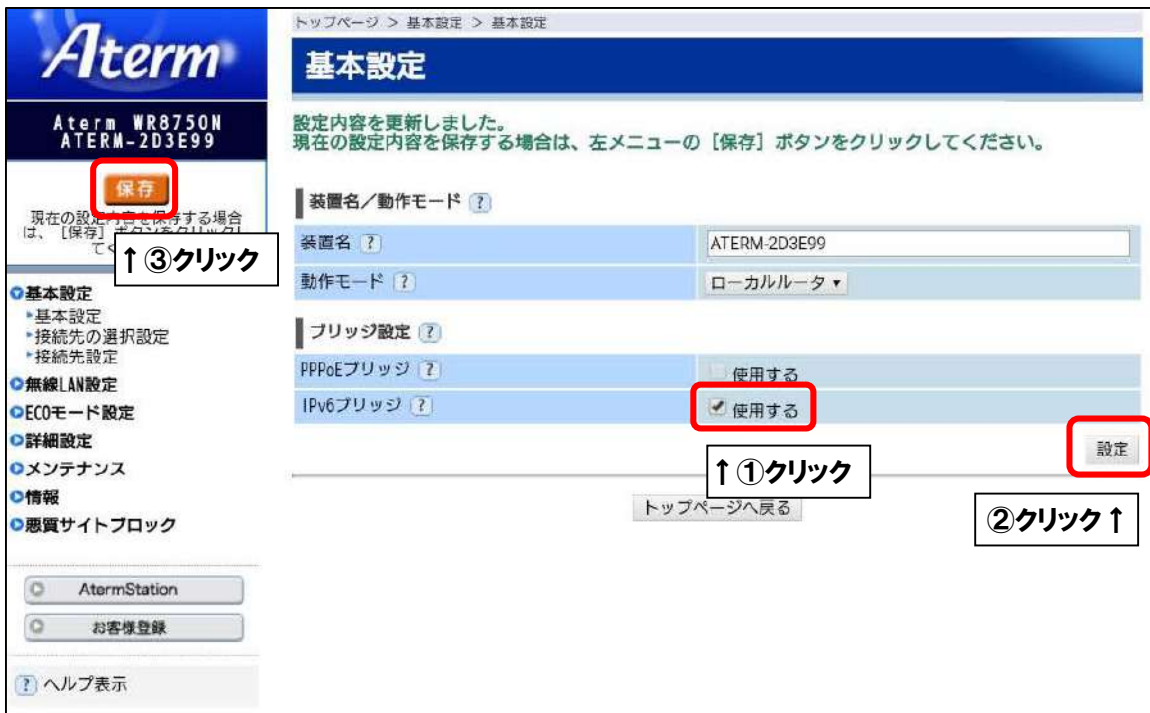 トップページ > 基本設定 > 基本設定
Aterm
基本設定
Aterm WR8750N
ATERM-2D3E99
設定内容を更新しました。
現在の設定内容を保存する場合は、左メニューの [保存] ボタンをクリックしてください。
保存
現在の設定内容を保存する場合
は、 [保存] ボタンをクリックし
て
↑③クリック
装置名/動作モード ?
装置名 ? ATERM-2D3E99
動作モード ? ローカルルータ ▾
ブリッジ設定 ?
PPPoEブリッジ ? 使用する
IPv6ブリッジ ? 使用する
設定
↑①クリック
②クリック↑
トップページへ戻る
基本設定
基本設定
接続先の選択設定
接続先設定
無線LAN設定
ECOモード設定
詳細設定
メンテナンス
情報
悪質サイトブロック
AtermStation
お客様登録
? ヘルプ表示